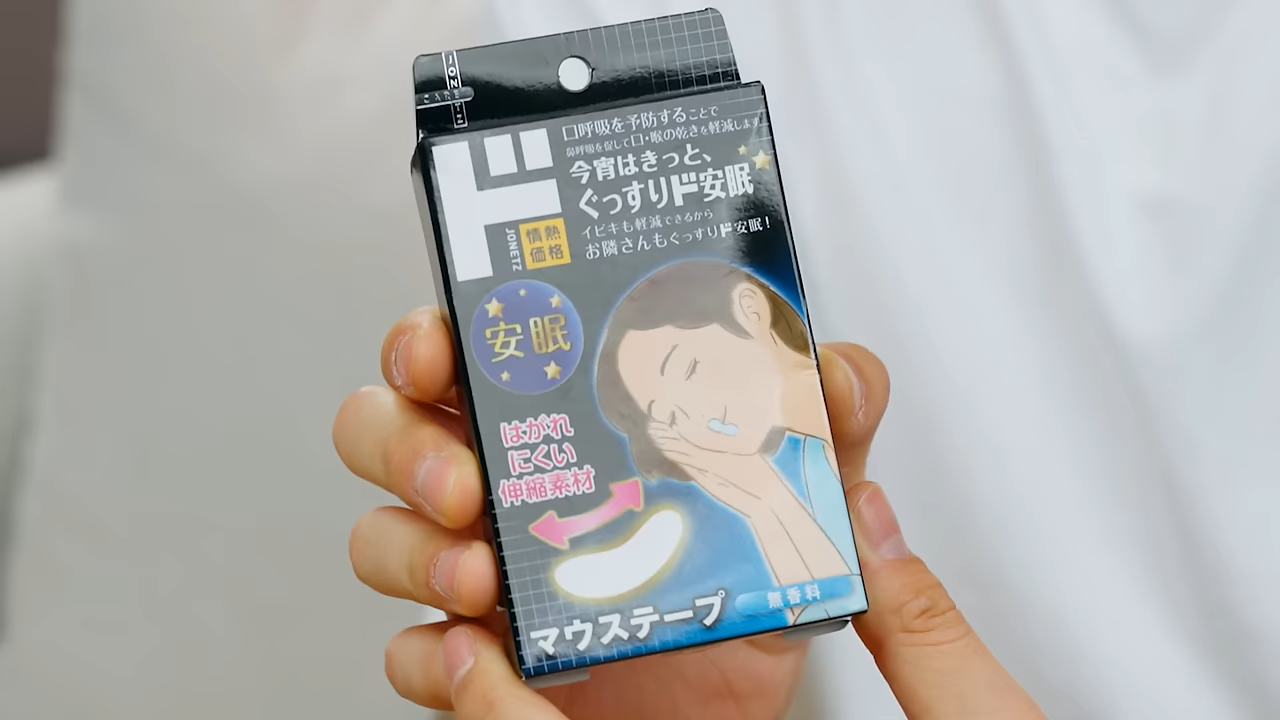 JONETZ
CARE
口呼吸を予防することで
鼻呼吸を促して口・喉の乾きを軽減します。
今宵はきっと、
ぐっすりド安眠
イビキも軽減できるから
お隣さんもぐっすりド安眠!
ド
JONETZ
情熱
価格
安眠
はがれ
にくい
伸縮素材
マウステープ
無香料